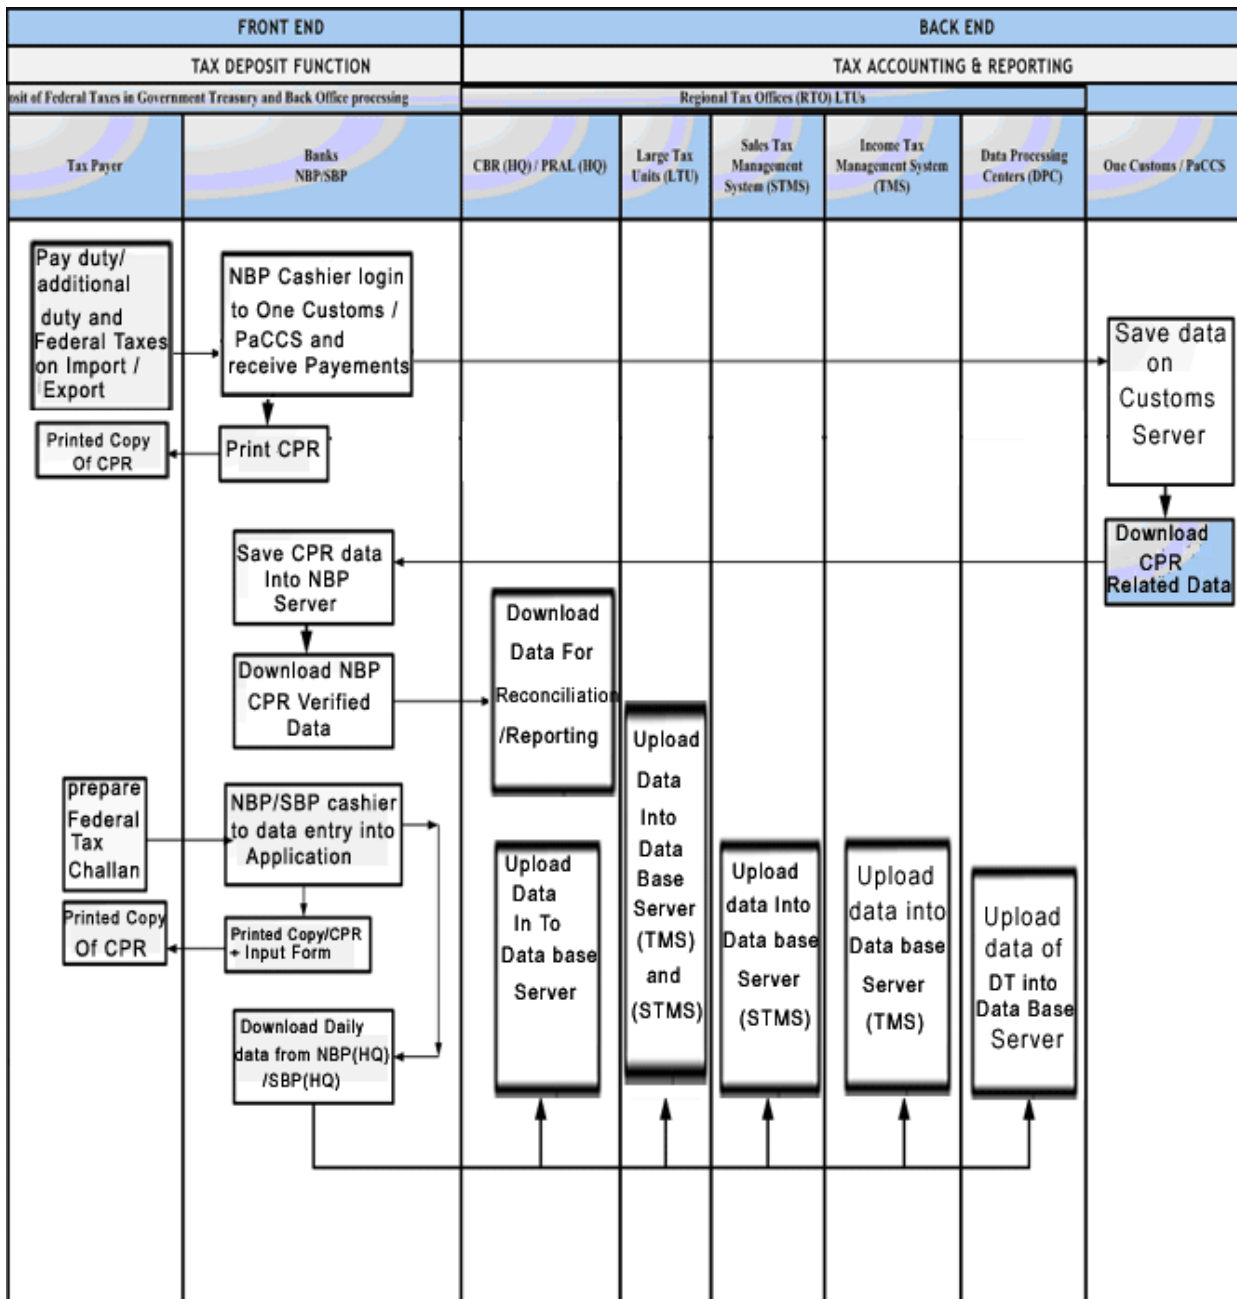 FRONT END
BACK END
TAX DEPOSIT FUNCTION
TAX ACCOUNTING & REPORTING
osit of Federal Taxes in Government Treasury and Back Office processing
Regional Tax Offices (RTO) LTUs
Tax Payer
Banks
NBP/SBP
CBR (HQ) / PRAL (HQ)
Large Tax
Units (LTU)
Sales Tax
Management
System (STMS)
Income Tax
Management System
(TMS)
Data Processing
Centers (DPC)
One Customs / PaCCS
Pay duty/
additional
duty and
Federal Taxes
on Import /
Export
NBP Cashier login
to One Customs /
PaCCS and
receive Payements
Save data
on
Customs
Server
Printed Copy
Of CPR
Print CPR
Download
CPR
Related Data
Save CPR data
Into NBP
Server
Download NBP
CPR Verified
Data
Download
Data For
Reconciliation
/Reporting
prepare
Federal
Tax
Challan
NBP/SBP cashier
to data entry into
Application
Printed Copy
Of CPR
Printed Copy/CPR
+ Input Form
Download Daily
data from NBP(HQ)
/SBP(HQ)
Upload
Data
In To
Data base
Server
Upload
Data
Into
Data
Base
Server
(TMS)
and
(STMS)
Upload
data Into
Data base
Server
(STMS)
Upload
data into
Data base
Server
(TMS)
Upload
data of
DT into
Data Base
Server